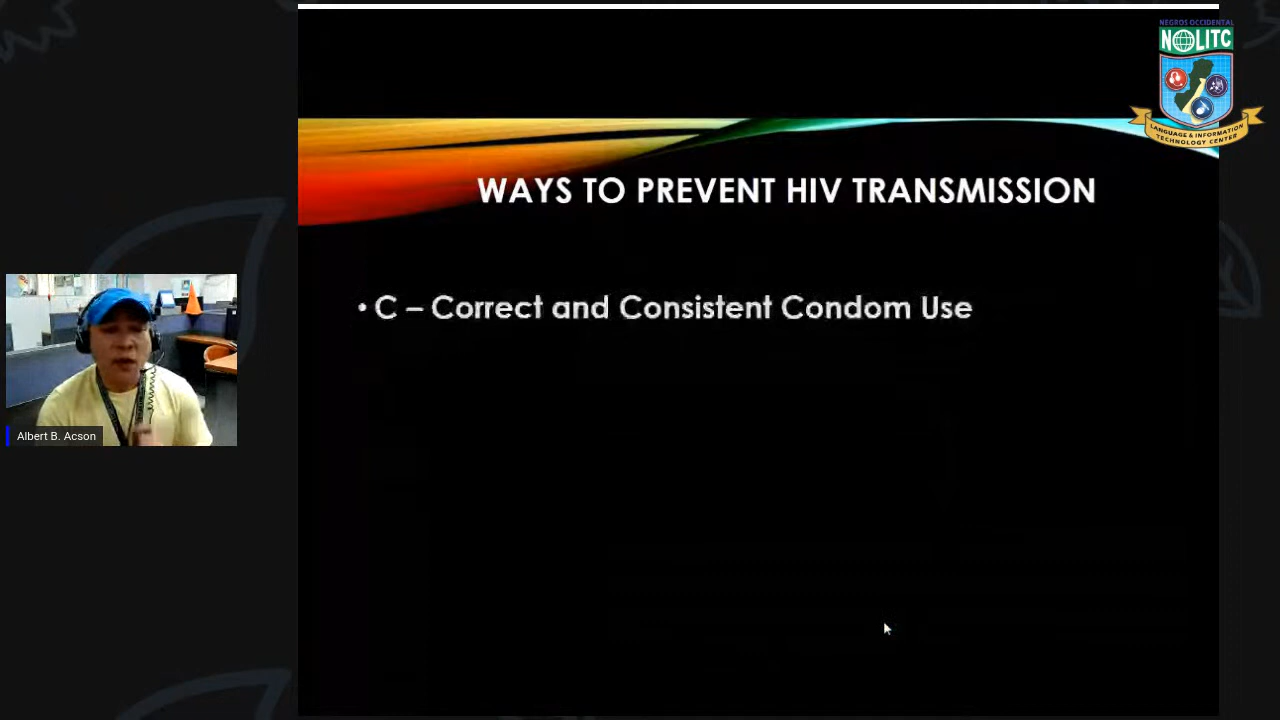 NEGROS OCCIDENTAL
NOLITC
LANGUAGE & INFORMATION
TECHNOLOGY CENTER
WAYS TO PREVENT HIV TRANSMISSION
• C – Correct and Consistent Condom Use
Albert B. Acson